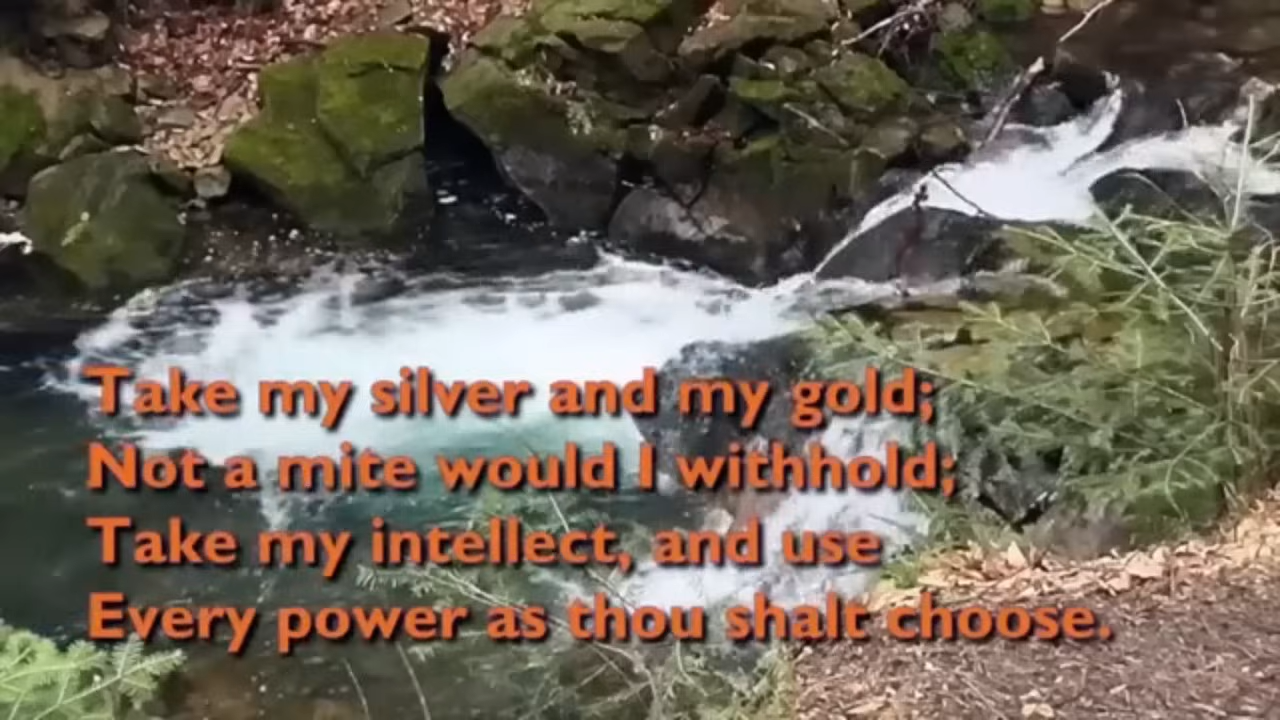 Take my silver and my gold;
Not a mite would I withhold;
Take my intellect, and use
Every power as thou shalt choose.